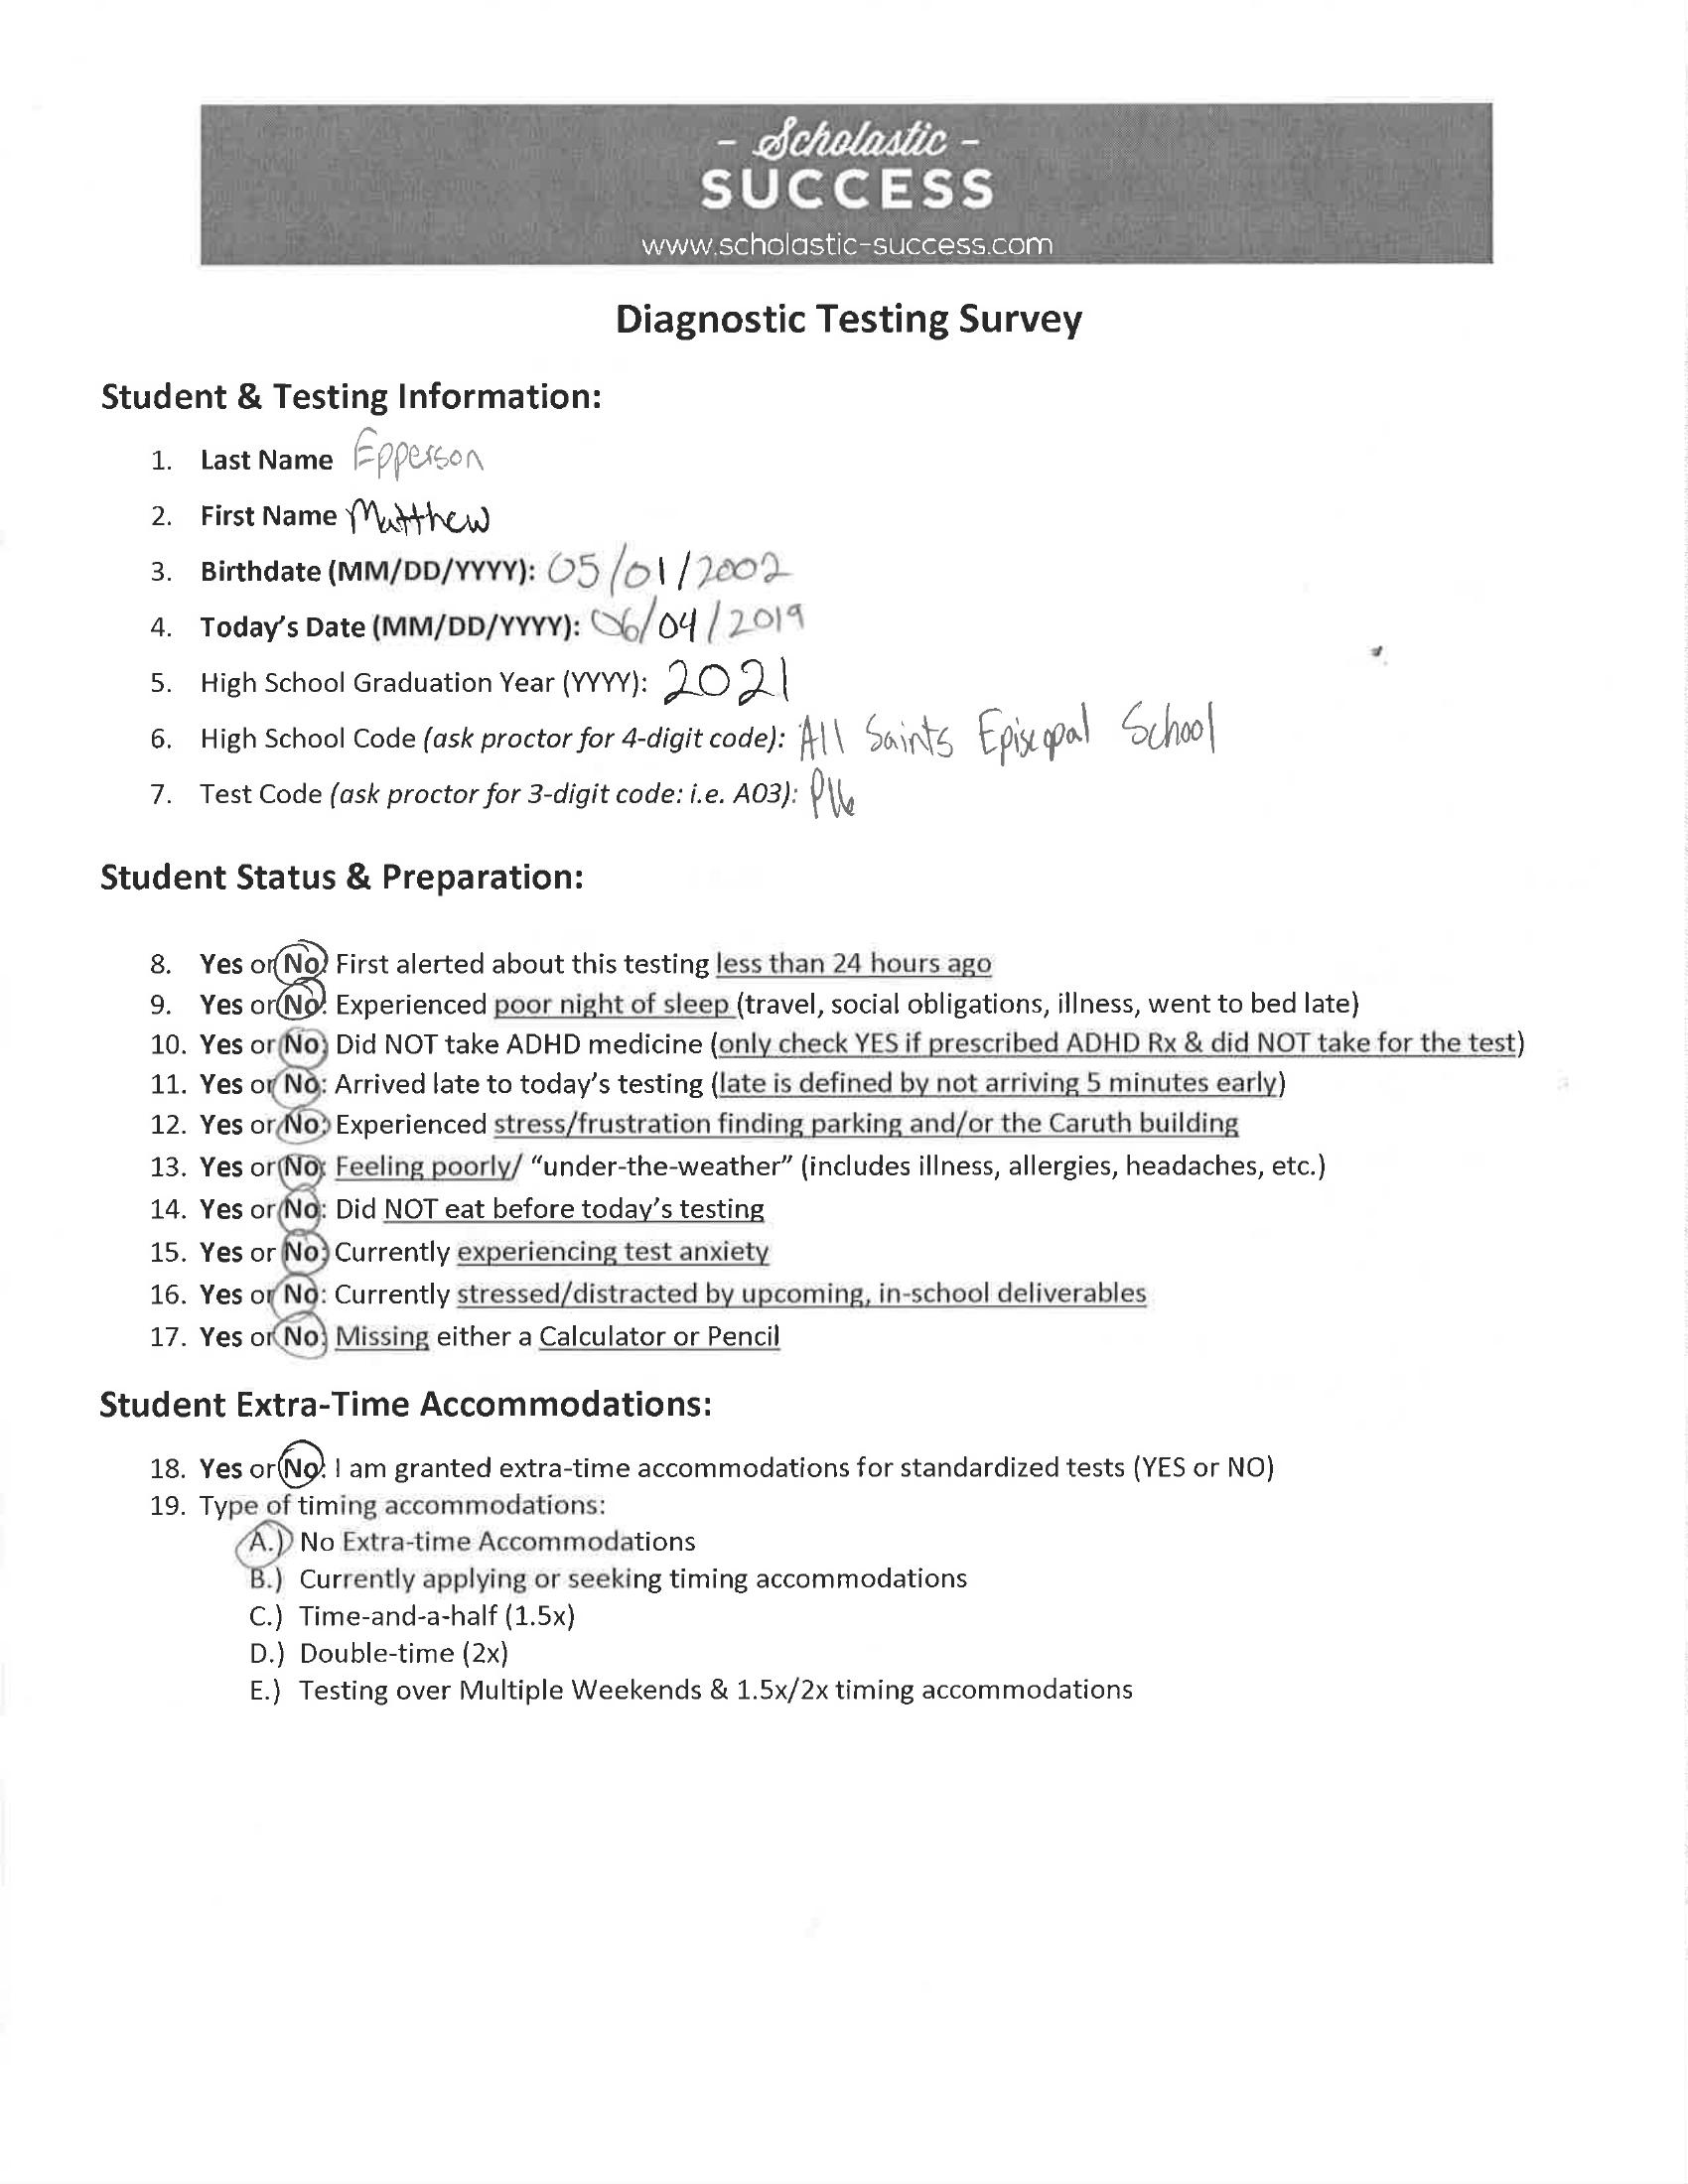 - Scholastic -
SUCCESS
www.scholastic-success.com
Diagnostic Testing Survey
Student & Testing Information:
1. Last Name Epperson
2. First Name Matthew
3. Birthdate (MM/DD/YYYY): 05/01/2002
4. Today's Date (MM/DD/YYYY): 06/04/2019
5. High School Graduation Year (YYYY): 2021
6. High School Code (ask proctor for 4-digit code): All Saints Episcopal School
7. Test Code (ask proctor for 3-digit code: i.e. A03): P16
Student Status & Preparation:
8. Yes or No: First alerted about this testing less than 24 hours ago
9. Yes or No: Experienced poor night of sleep (travel, social obligations, illness, went to bed late)
10. Yes or No: Did NOT take ADHD medicine (only check YES if prescribed ADHD Rx & did NOT take for the test)
11. Yes or No: Arrived late to today's testing (late is defined by not arriving 5 minutes early)
12. Yes or No: Experienced stress/frustration finding parking and/or the Caruth building
13. Yes or No: Feeling poorly/ "under-the-weather" (includes illness, allergies, headaches, etc.)
14. Yes or No: Did NOT eat before today's testing
15. Yes or No: Currently experiencing test anxiety
16. Yes or No: Currently stressed/distracted by upcoming, in-school deliverables
17. Yes or No: Missing either a Calculator or Pencil
Student Extra-Time Accommodations:
18. Yes or No: I am granted extra-time accommodations for standardized tests (YES or NO)
19. Type of timing accommodations:
A.) No Extra-time Accommodations
B.) Currently applying or seeking timing accommodations
C.) Time-and-a-half (1.5x)
D.) Double-time (2x)
E.) Testing over Multiple Weekends & 1.5x/2x timing accommodations